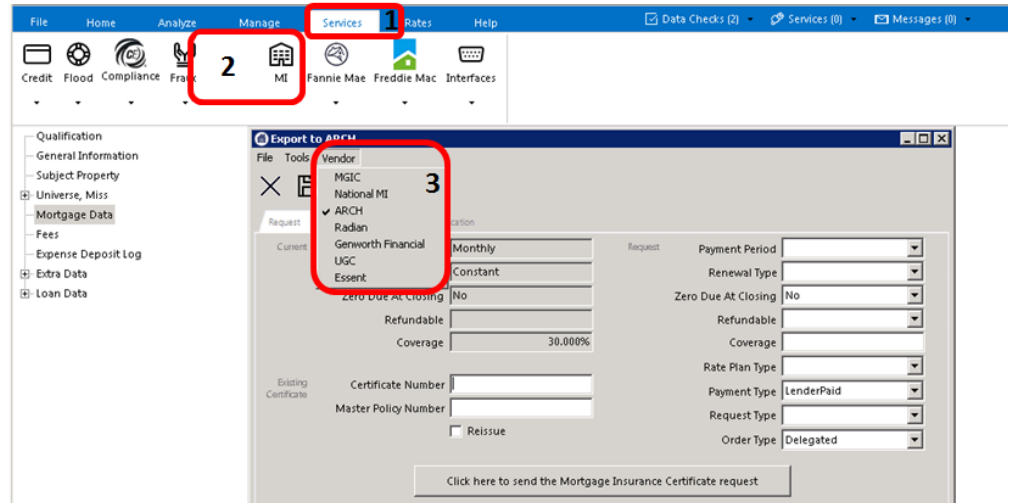 File Home Analyze Manage Services 1 Rates Help Data Checks (2) Services (0) Messages (0)
2
Credit Flood Compliance MI Fannie Mae Freddie Mac Interfaces
Qualification
General Information
Subject Property
Universe, Miss
Mortgage Data
Fees
Expense Deposit Log
Extra Data
Loan Data
Export to ARCH
File Tools Vendor
3
MGIC
National MI
ARCH
Radian
Genworth Financial
UGC
Essent
Request
Current Monthly Request Payment Period
Constant Renewal Type
Zero Due At Closing No Zero Due At Closing No
Refundable Refundable
Coverage 30.000% Coverage
Rate Plan Type
Existing Certificate Certificate Number Payment Type LenderPaid
Master Policy Number Request Type
Reissue Order Type Delegated
Click here to send the Mortgage Insurance Certificate request